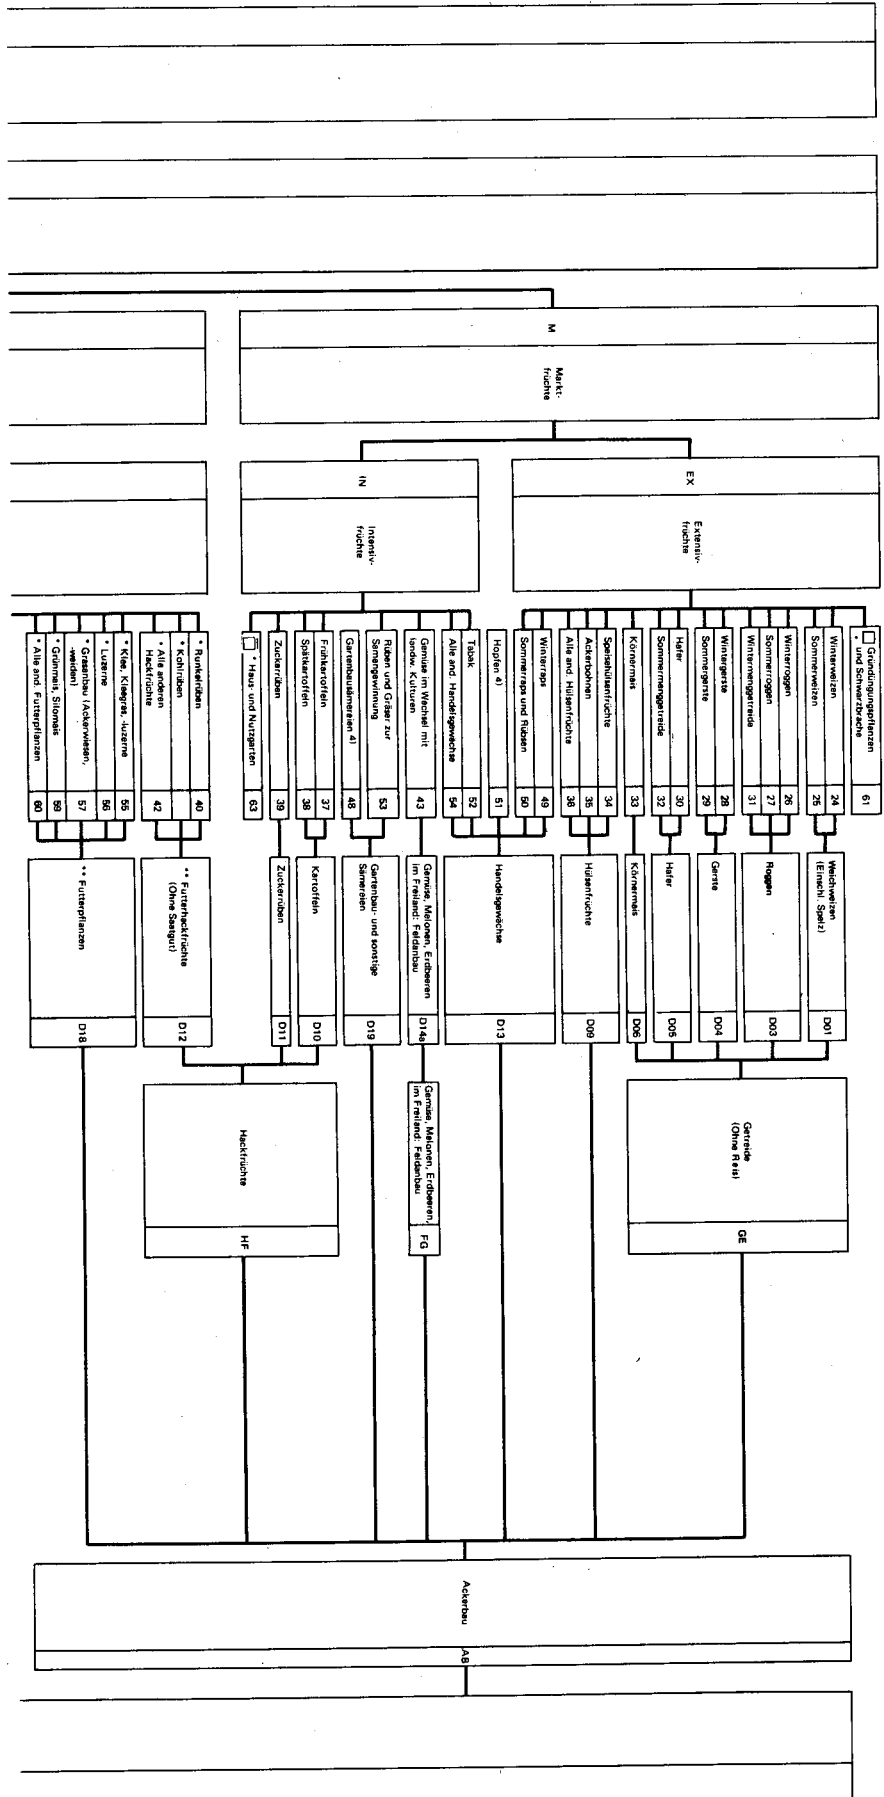 M
Markt-
früchte
EX
Extensiv-
früchte
IN
Intensiv-
früchte
Gründüngungspflanzen
* und Schwarzbrache
61
Winterweizen
24
Sommerweizen
25
Winterroggen
26
Sommerroggen
27
Wintermenggetreide
31
Wintergerste
28
Sommergerste
29
Hafer
30
Sommermenggetreide
32
Körnermais
33
Speisehülsenfrüchte
34
Ackerbohnen
35
Alle and. Hülsenfrüchte
36
Winterraps
49
Sommerraps und Rübsen
50
Hopfen 4)
51
Tabak
52
Alle and. Handelsgewächse
54
Gemüse im Wechsel mit
landw. Kulturen
43
Rüben und Gräser zur
Samengewinnung
53
Gartenbausämereien 4)
48
Frühkartoffeln
37
Spätkartoffeln
38
Zuckerrüben
39
* Haus- und Nutzgarten
63
* Runkelrüben
40
* Kohlrüben
* Alle anderen
Hackfrüchte
42
* Klee, Kleegras, -luzerne
55
* Luzerne
56
* Grasanbau (Ackerwiesen,
-weiden)
57
* Grünmais, Silomais
59
* Alle and. Futterpflanzen
60
Weichweizen
(Einschl. Spelz)
D01
Roggen
D03
Gerste
D04
Hafer
D05
Körnermais
D06
Hülsenfrüchte
D09
Handelsgewächse
D13
Gemüse, Melonen, Erdbeeren
im Freiland: Feldanbau
D14a
Gartenbau- und sonstige
Sämereien
D19
Kartoffeln
D10
Zuckerrüben
D11
** Futterhackfrüchte
(Ohne Saatgut)
D12
** Futterpflanzen
D18
Getreide
(Ohne Reis)
GE
Gemüse, Melonen, Erdbeeren,
im Freiland: Feldanbau
FG
Hackfrüchte
HF
Ackerbau
AB